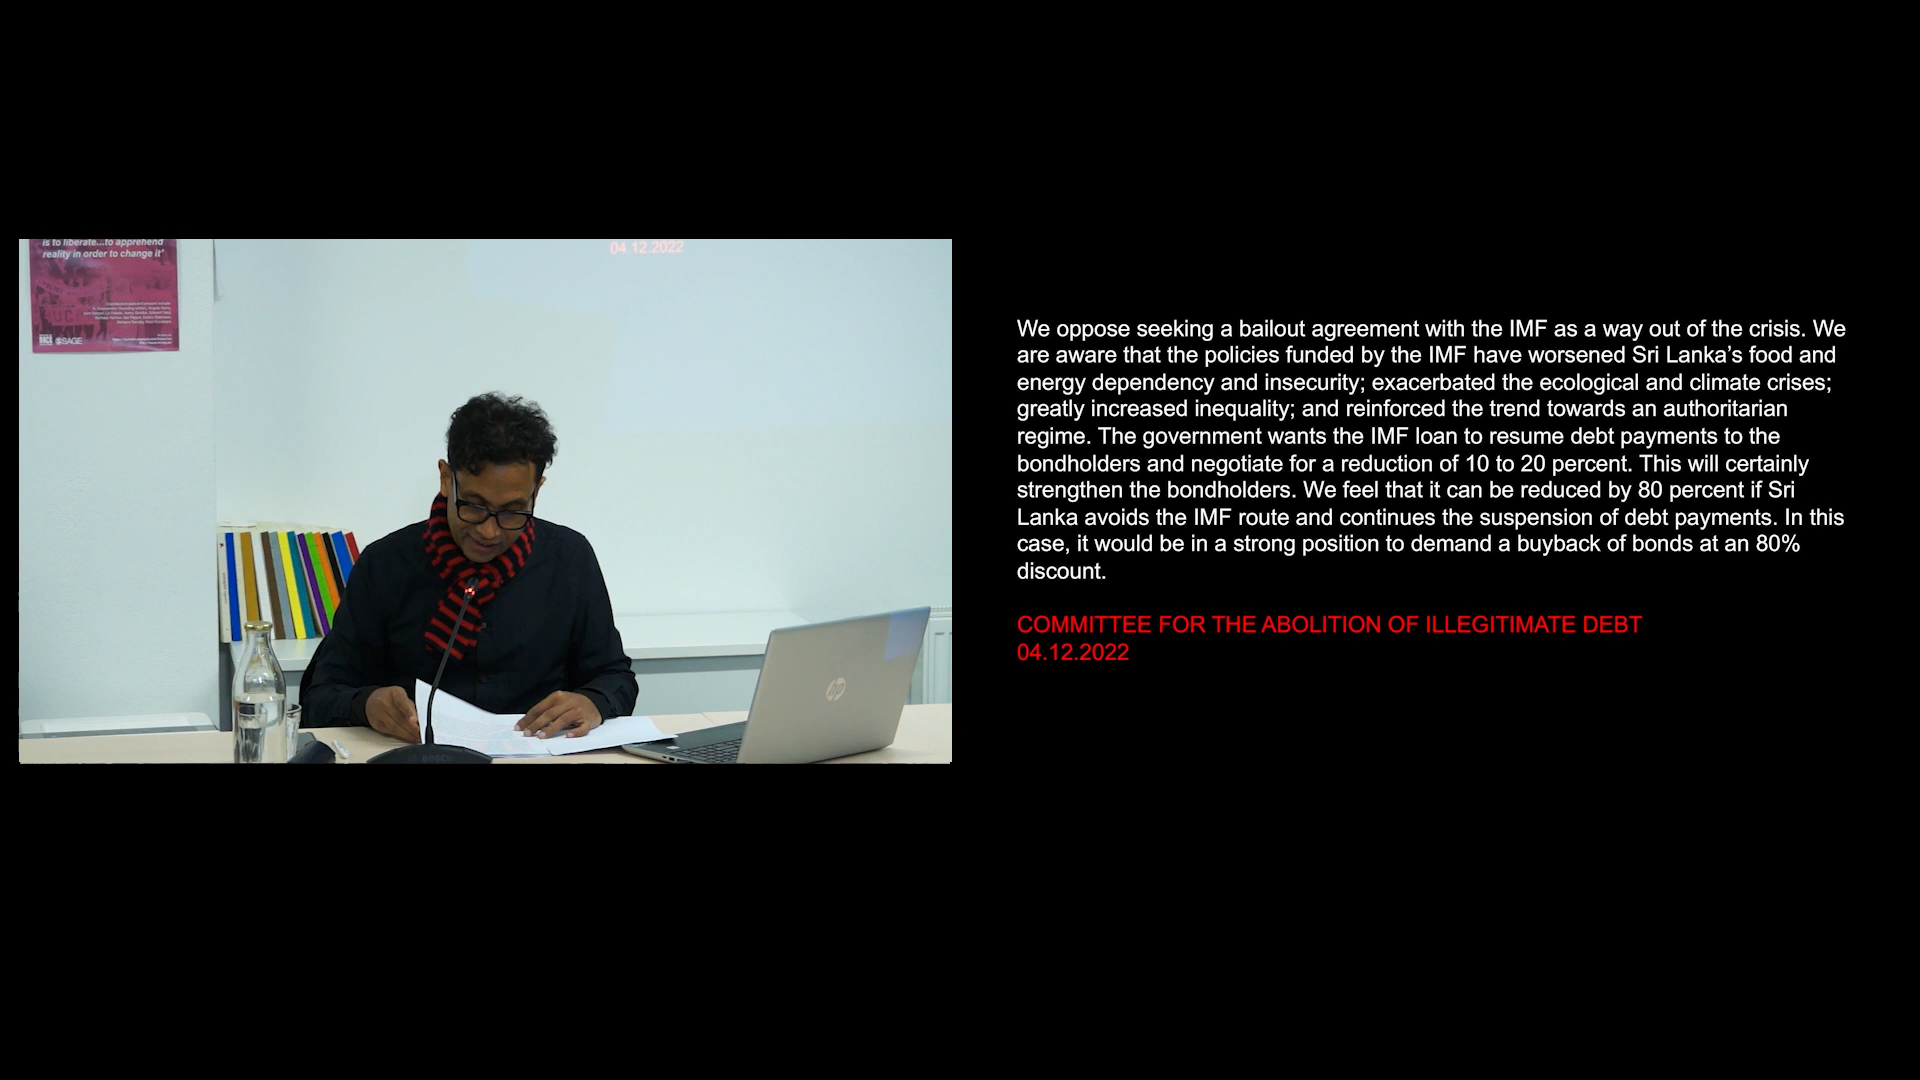 is to liberate...to apprehend
reality in order to change it'
RACE
SAGE
04.12.2022
hp
BOSCH
We oppose seeking a bailout agreement with the IMF as a way out of the crisis. We
are aware that the policies funded by the IMF have worsened Sri Lanka’s food and
energy dependency and insecurity; exacerbated the ecological and climate crises;
greatly increased inequality; and reinforced the trend towards an authoritarian
regime. The government wants the IMF loan to resume debt payments to the
bondholders and negotiate for a reduction of 10 to 20 percent. This will certainly
strengthen the bondholders. We feel that it can be reduced by 80 percent if Sri
Lanka avoids the IMF route and continues the suspension of debt payments. In this
case, it would be in a strong position to demand a buyback of bonds at an 80%
discount.
COMMITTEE FOR THE ABOLITION OF ILLEGITIMATE DEBT
04.12.2022